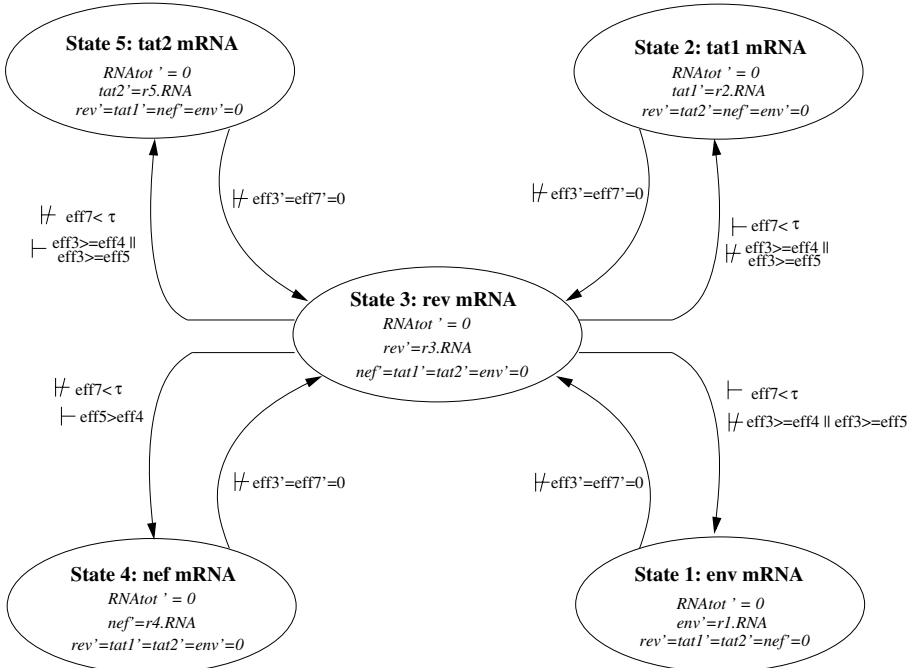 State 5: tat2 mRNA
RNAtot ' = 0
tat2'=r5.RNA
rev'=tat1'=nef'=env'=0
State 2: tat1 mRNA
RNAtot ' = 0
tat1'=r2.RNA
rev'=tat2'=nef'=env'=0
⊬ eff7< τ
⊢ eff3>=eff4 ||
eff3>=eff5
⊬ eff3'=eff7'=0
⊬ eff3'=eff7'=0
⊢ eff7< τ
⊬ eff3>=eff4 ||
eff3>=eff5
State 3: rev mRNA
RNAtot ' = 0
rev'=r3.RNA
nef'=tat1'=tat2'=env'=0
⊬ eff7< τ
⊢ eff5>eff4
⊬ eff3'=eff7'=0
⊬ eff3'=eff7'=0
⊢ eff7< τ
⊬ eff3>=eff4 || eff3>=eff5
State 4: nef mRNA
RNAtot ' = 0
nef'=r4.RNA
rev'=tat1'=tat2'=env'=0
State 1: env mRNA
RNAtot ' = 0
env'=r1.RNA
rev'=tat1'=tat2'=nef'=0